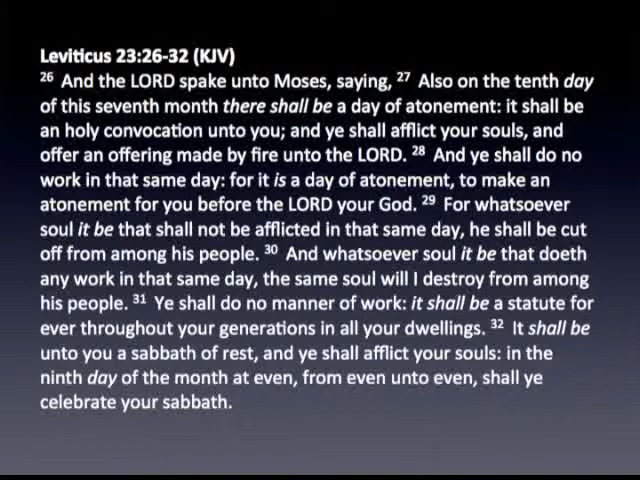 Leviticus 23:26-32 (KJV)
26 And the LORD spake unto Moses, saying, 27 Also on the tenth day
of this seventh month there shall be a day of atonement: it shall be
an holy convocation unto you; and ye shall afflict your souls, and
offer an offering made by fire unto the LORD. 28 And ye shall do no
work in that same day: for it is a day of atonement, to make an
atonement for you before the LORD your God. 29 For whatsoever
soul it be that shall not be afflicted in that same day, he shall be cut
off from among his people. 30 And whatsoever soul it be that doeth
any work in that same day, the same soul will I destroy from among
his people. 31 Ye shall do no manner of work: it shall be a statute for
ever throughout your generations in all your dwellings. 32 It shall be
unto you a sabbath of rest, and ye shall afflict your souls: in the
ninth day of the month at even, from even unto even, shall ye
celebrate your sabbath.